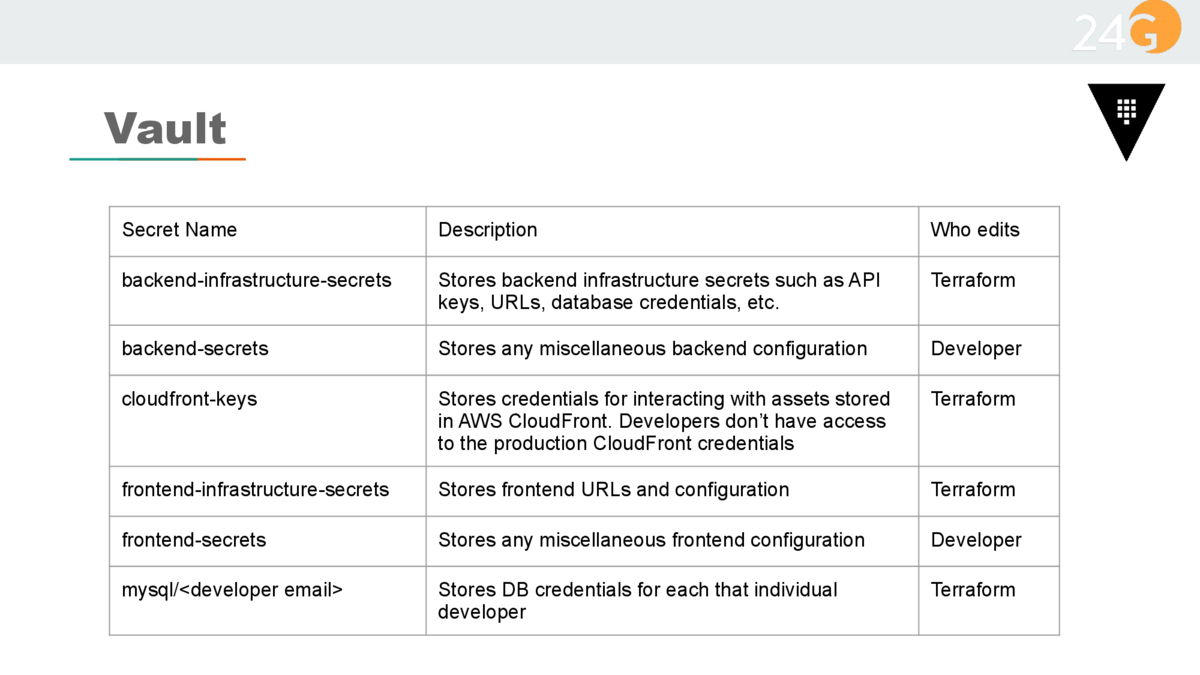 24G
Vault
Secret Name
Description
Who edits
backend-infrastructure-secrets
Stores backend infrastructure secrets such as API
keys, URLs, database credentials, etc.
Terraform
backend-secrets
Stores any miscellaneous backend configuration
Developer
cloudfront-keys
Stores credentials for interacting with assets stored
in AWS CloudFront. Developers don’t have access
to the production CloudFront credentials
Terraform
frontend-infrastructure-secrets
Stores frontend URLs and configuration
Terraform
frontend-secrets
Stores any miscellaneous frontend configuration
Developer
mysql/<developer email>
Stores DB credentials for each that individual
developer
Terraform